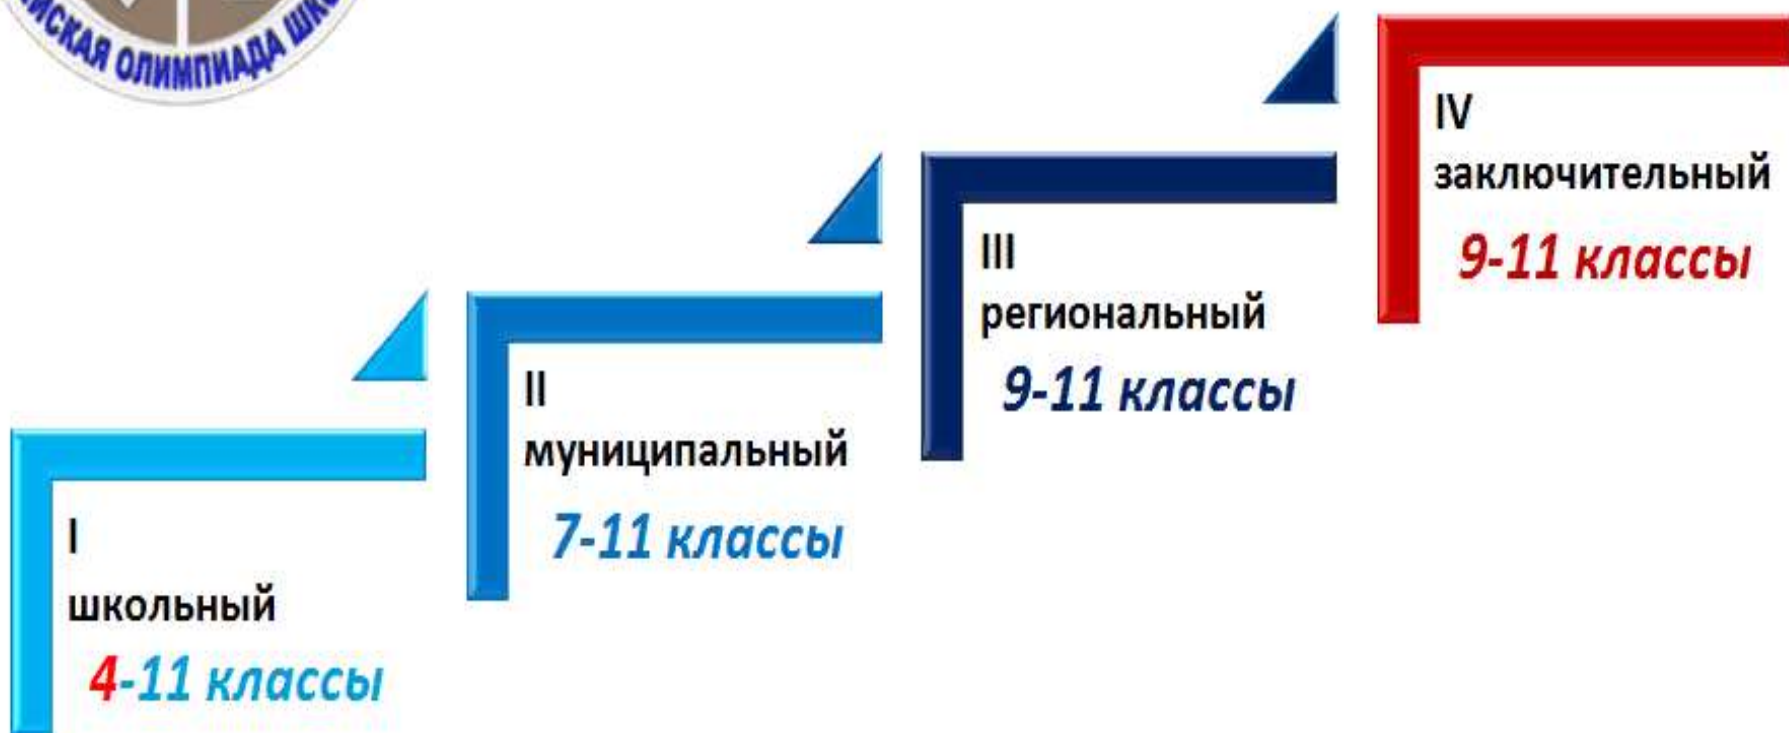 ОЛИМПИАДА
I
школьный
4-11 классы
II
муниципальный
7-11 классы
III
региональный
9-11 классы
IV
заключительный
9-11 классы